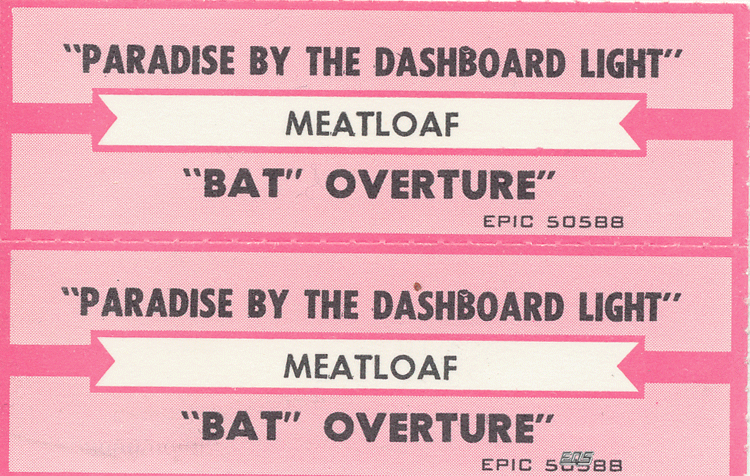 "PARADISE BY THE DASHBOARD LIGHT"
MEATLOAF
"BAT" OVERTURE"
EPIC 50588
"PARADISE BY THE DASHBOARD LIGHT"
MEATLOAF
"BAT" OVERTURE"
EPIC 50588
EDS